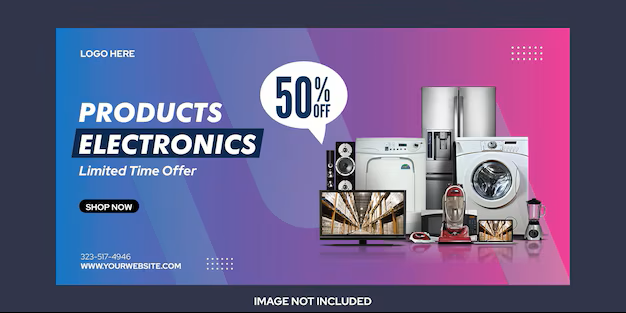 LOGO HERE
PRODUCTS
ELECTRONICS
Limited Time Offer
SHOP NOW
323-517-4946
WWW.YOURWEBSITE.COM
50%
OFF
IMAGE NOT INCLUDED